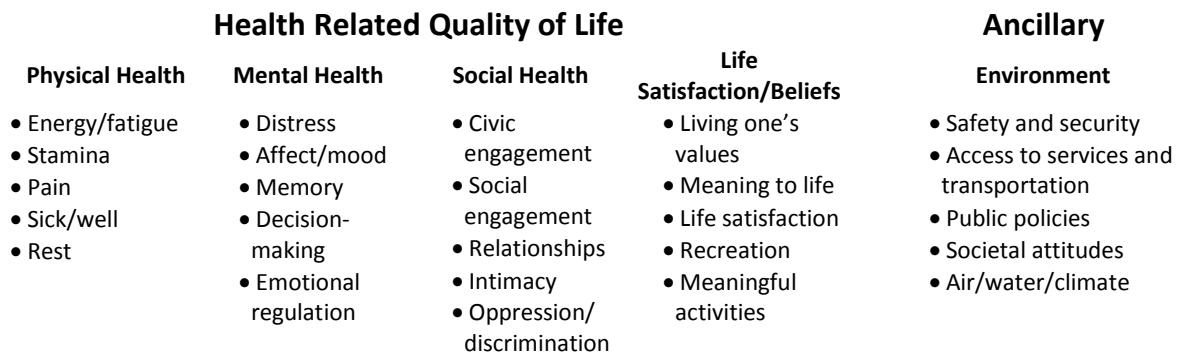 Health Related Quality of Life
Ancillary
Physical Health
• Energy/fatigue
• Stamina
• Pain
• Sick/well
• Rest
Mental Health
• Distress
• Affect/mood
• Memory
• Decision-
making
• Emotional
regulation
Social Health
• Civic
engagement
• Social
engagement
• Relationships
• Intimacy
• Oppression/
discrimination
Life
Satisfaction/Beliefs
• Living one’s
values
• Meaning to life
• Life satisfaction
• Recreation
• Meaningful
activities
Environment
• Safety and security
• Access to services and
transportation
• Public policies
• Societal attitudes
• Air/water/climate